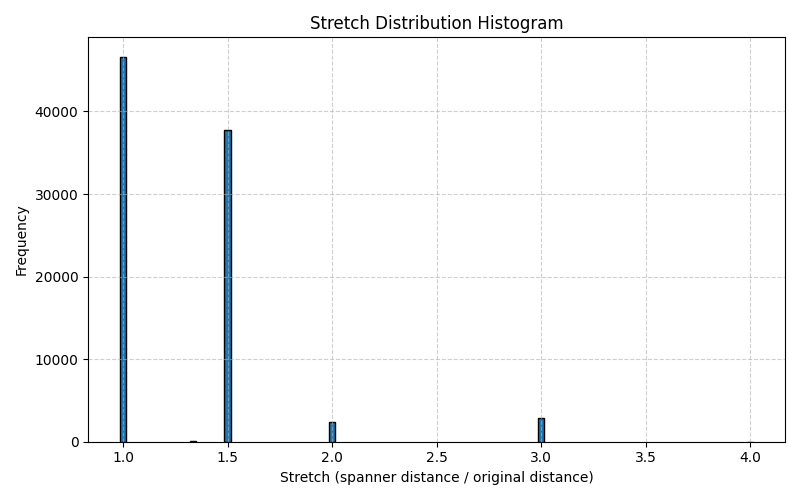 Stretch Distribution Histogram
40000
30000
20000
10000
0
Frequency
1.0 1.5 2.0 2.5 3.0 3.5 4.0
Stretch (spanner distance / original distance)